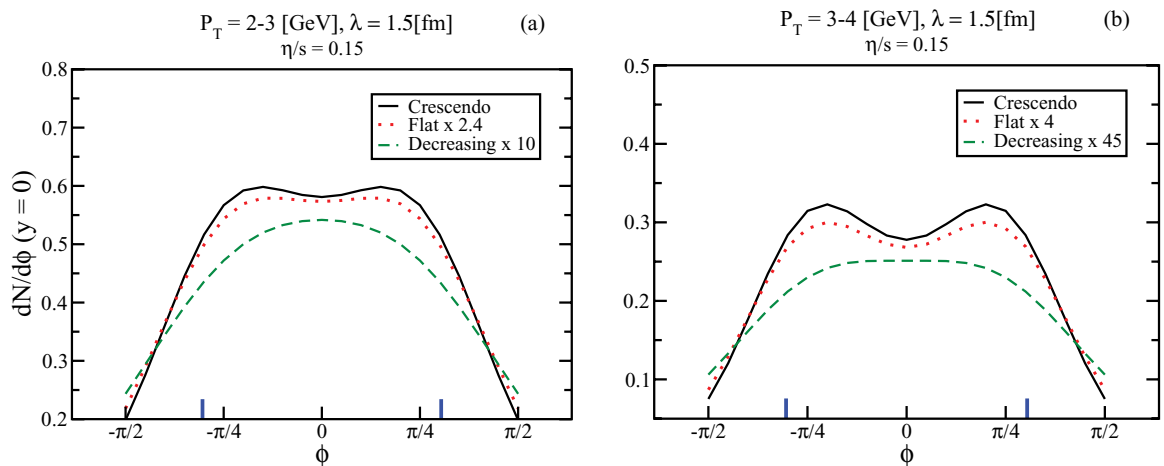 P_T = 2-3 [GeV], λ = 1.5[fm] (a)
η/s = 0.15
Crescendo
Flat x 2.4
Decreasing x 10
dN/dϕ (y = 0)
0.8
0.7
0.6
0.5
0.4
0.3
0.2
-π/2 -π/4 0 π/4 π/2
ϕ
P_T = 3-4 [GeV], λ = 1.5[fm] (b)
η/s = 0.15
Crescendo
Flat x 4
Decreasing x 45
0.5
0.4
0.3
0.2
0.1
-π/2 -π/4 0 π/4 π/2
ϕ